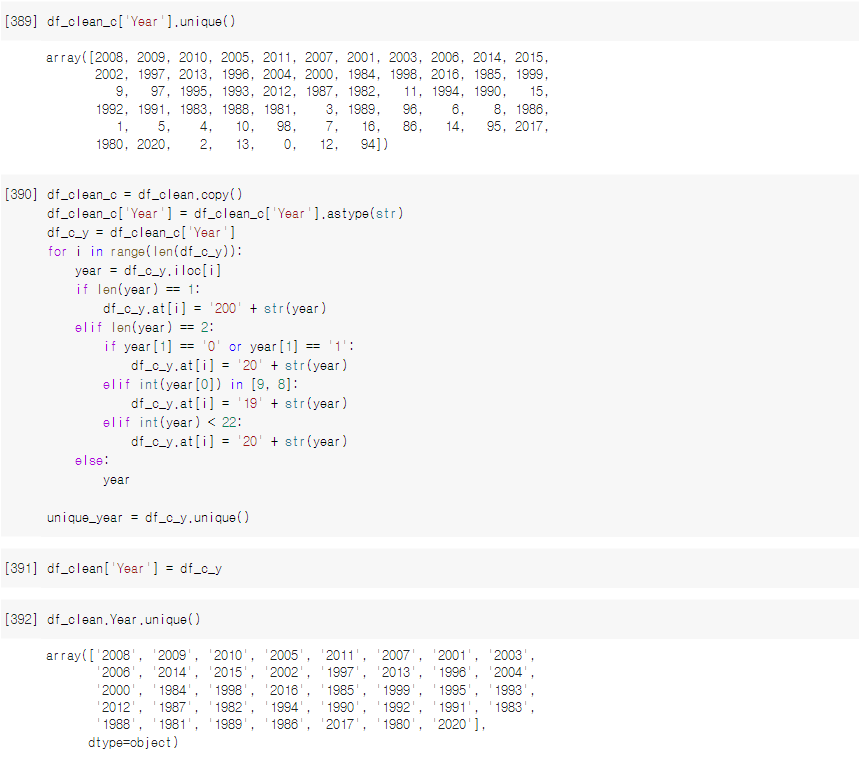 [389] df_clean_c['Year'].unique()
array([2008, 2009, 2010, 2005, 2011, 2007, 2001, 2003, 2006, 2014, 2015,
2002, 1997, 2013, 1996, 2004, 2000, 1984, 1998, 2016, 1985, 1999,
9, 97, 1995, 1993, 2012, 1987, 1982, 11, 1994, 1990, 15,
1992, 1991, 1983, 1988, 1981, 3, 1989, 96, 6, 8, 1986,
1, 5, 4, 10, 98, 7, 16, 86, 14, 95, 2017,
1980, 2020, 2, 13, 0, 12, 94])
[390] df_clean_c = df_clean.copy()
df_clean_c['Year'] = df_clean_c['Year'].astype(str)
df_c_y = df_clean_c['Year']
for i in range(len(df_c_y)):
year = df_c_y.iloc[i]
if len(year) == 1:
df_c_y.at[i] = '200' + str(year)
elif len(year) == 2:
if year[1] == '0' or year[1] == '1':
df_c_y.at[i] = '20' + str(year)
elif int(year[0]) in [9, 8]:
df_c_y.at[i] = '19' + str(year)
elif int(year) < 22:
df_c_y.at[i] = '20' + str(year)
else:
year
unique_year = df_c_y.unique()
[391] df_clean['Year'] = df_c_y
[392] df_clean.Year.unique()
array(['2008', '2009', '2010', '2005', '2011', '2007', '2001', '2003',
'2006', '2014', '2015', '2002', '1997', '2013', '1996', '2004',
'2000', '1984', '1998', '2016', '1985', '1999', '1995', '1993',
'2012', '1987', '1982', '1994', '1990', '1992', '1991', '1983',
'1988', '1981', '1989', '1986', '2017', '1980', '2020'],
dtype=object)